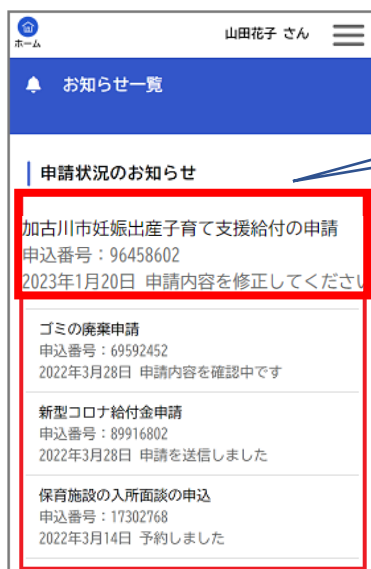 ホーム
山田花子 さん
お知らせ一覧
申請状況のお知らせ
加古川市妊娠出産子育て支援給付の申請
申込番号：96458602
2023年1月20日 申請内容を修正してください
ゴミの廃棄申請
申込番号：69592452
2022年3月28日 申請内容を確認中です
新型コロナ給付金申請
申込番号：89916802
2022年3月28日 申請を送信しました
保育施設の入所面談の申込
申込番号：17302768
2022年3月14日 予約しました